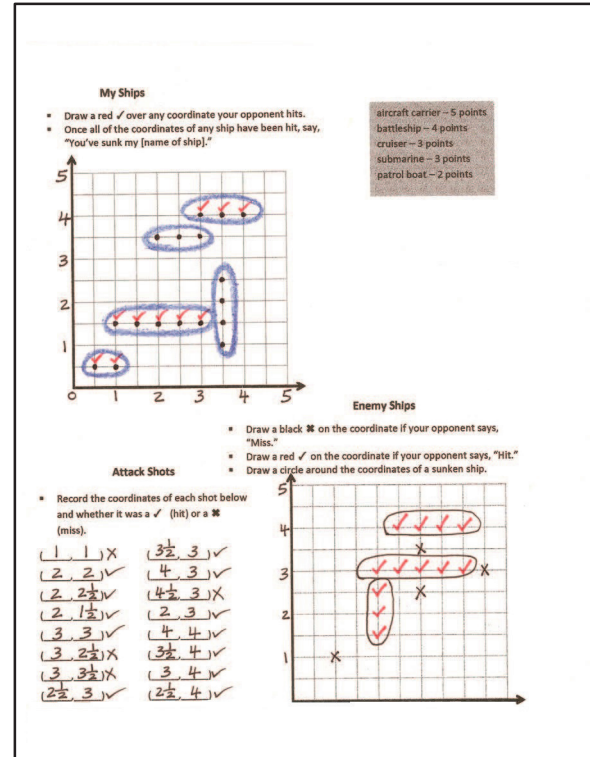 My Ships
▪ Draw a red ✓ over any coordinate your opponent hits.
▪ Once all of the coordinates of any ship have been hit, say,
"You've sunk my [name of ship]."
aircraft carrier – 5 points
battleship – 4 points
cruiser – 3 points
submarine – 3 points
patrol boat – 2 points
5
4
3
2
1
0 1 2 3 4 5
Enemy Ships
▪ Draw a black ✖ on the coordinate if your opponent says,
"Miss."
▪ Draw a red ✓ on the coordinate if your opponent says, "Hit."
▪ Draw a circle around the coordinates of a sunken ship.
Attack Shots
▪ Record the coordinates of each shot below
and whether it was a ✓ (hit) or a ✖
(miss).
(1, 1) X (3½, 3) ✓
(2, 2) ✓ (4, 3) ✓
(2, 2½) ✓ (4½, 3) X
(2, 1½) ✓ (2, 3) ✓
(3, 3) ✓ (4, 4) ✓
(3, 2½) X (3½, 4) ✓
(3, 3½) X (3, 4) ✓
(2½, 3) ✓ (2½, 4) ✓
5
4
3
2
1